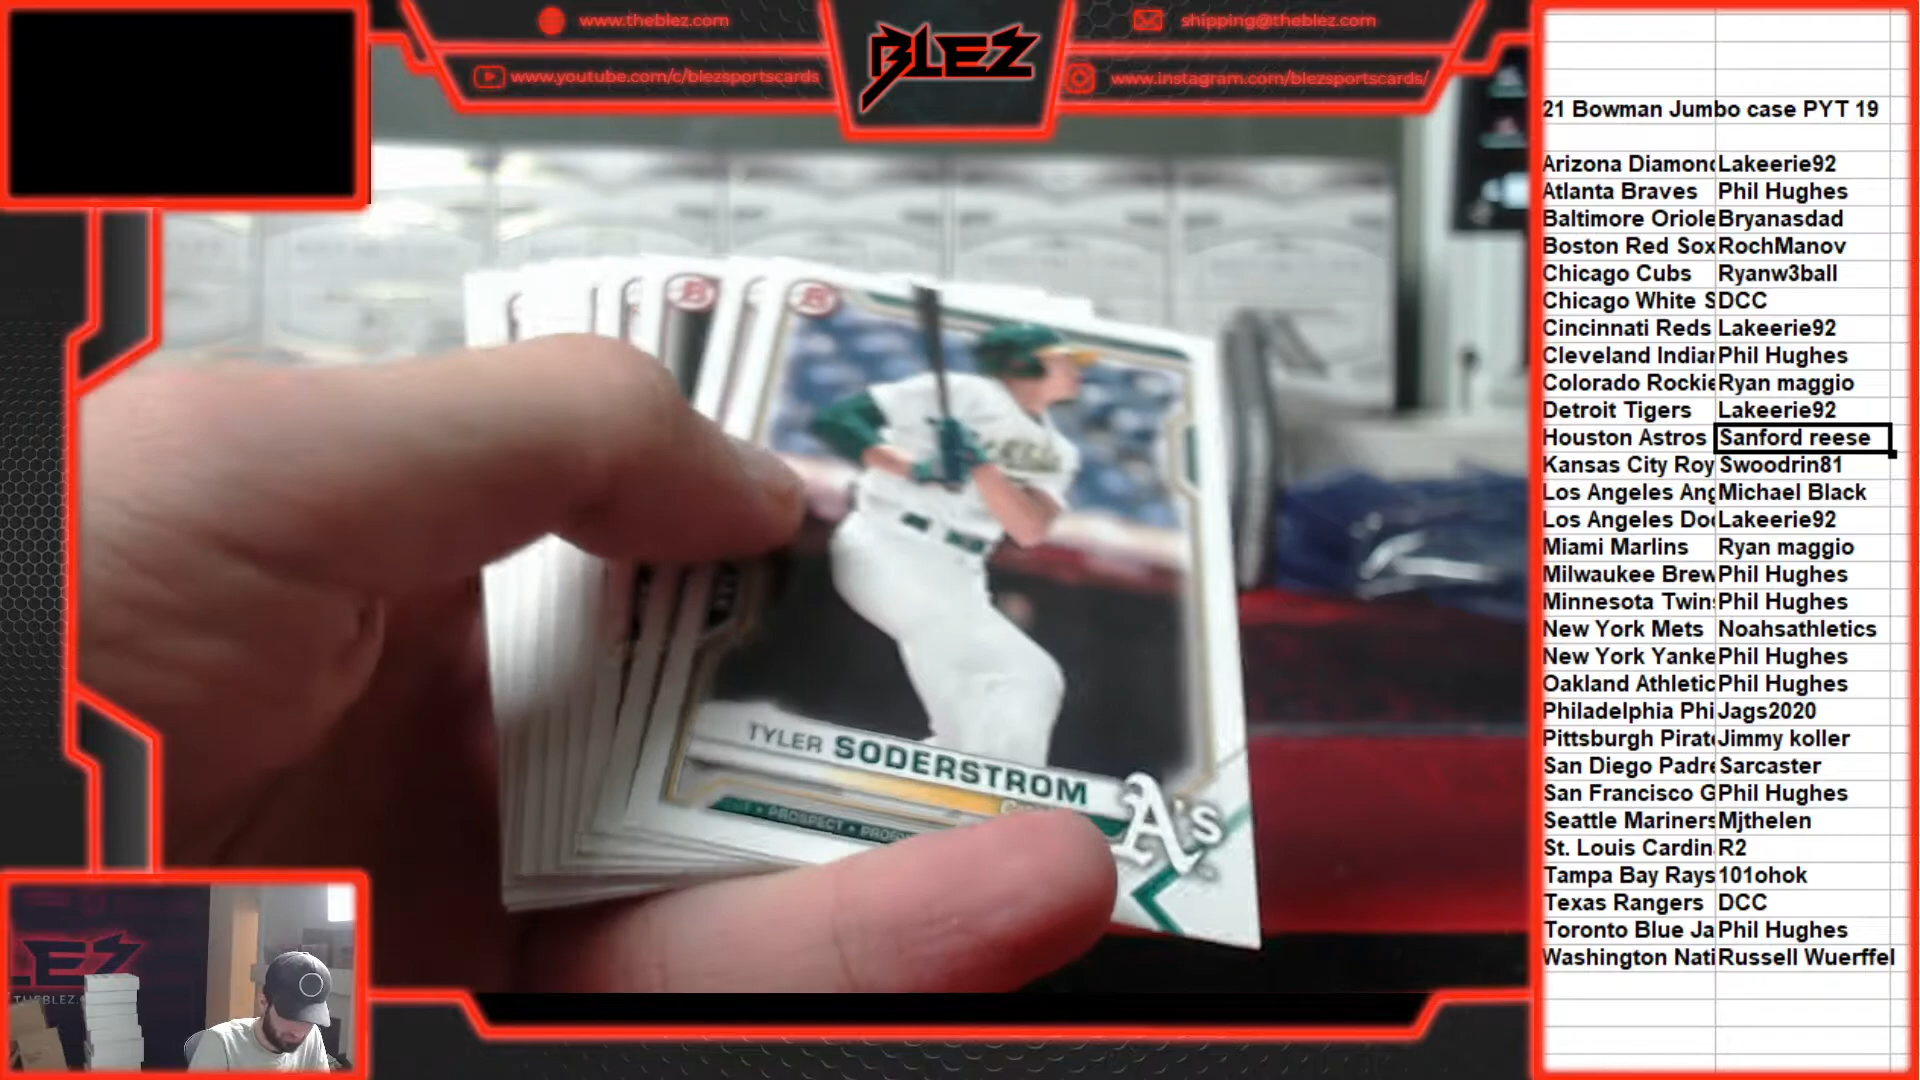 www.theblez.com
www.youtube.com/c/blezsportscards
BLEZ
shipping@theblez.com
www.instagram.com/blezsportscards/
21 Bowman Jumbo case PYT 19
Arizona Diamond Lakeerie92
Atlanta Braves Phil Hughes
Baltimore Oriole Bryanasdad
Boston Red Sox RochManov
Chicago Cubs Ryanw3ball
Chicago White S DCC
Cincinnati Reds Lakeerie92
Cleveland Indian Phil Hughes
Colorado Rockie Ryan maggio
Detroit Tigers Lakeerie92
Houston Astros Sanford reese
Kansas City Roy Swoodrin81
Los Angeles Ang Michael Black
Los Angeles Dod Lakeerie92
Miami Marlins Ryan maggio
Milwaukee Brew Phil Hughes
Minnesota Twins Phil Hughes
New York Mets Noahsathletics
New York Yanke Phil Hughes
Oakland Athletic Phil Hughes
Philadelphia Phi Jags2020
Pittsburgh Pirate Jimmy koller
San Diego Padre Sarcaster
San Francisco G Phil Hughes
Seattle Mariners Mjthelen
St. Louis Cardin R2
Tampa Bay Rays 101ohok
Texas Rangers DCC
Toronto Blue Ja Phil Hughes
Washington Nati Russell Wuerffel
B
B
TYLER SODERSTROM
A's
• PROSPECT •
LEZ
THEBLEZ.